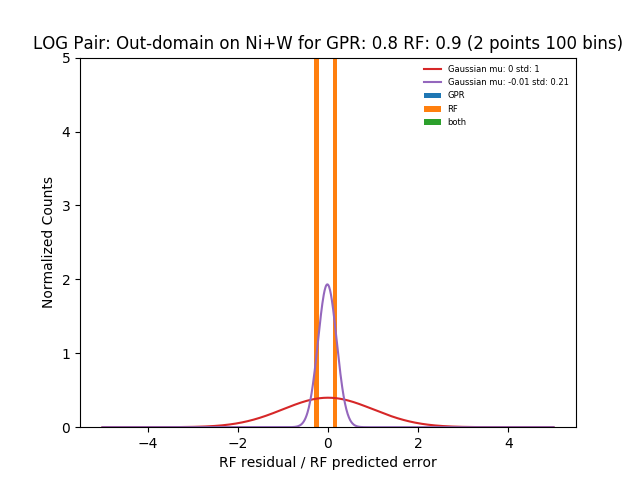 LOG Pair: Out-domain on Ni+W for GPR: 0.8 RF: 0.9 (2 points 100 bins)
Gaussian mu: 0 std: 1
Gaussian mu: -0.01 std: 0.21
GPR
RF
both
Normalized Counts
5
4
3
2
1
0
−4 −2 0 2 4
RF residual / RF predicted error